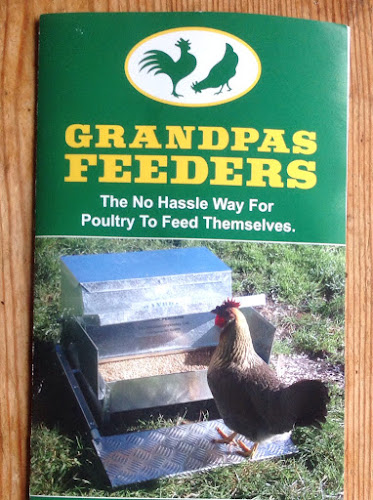 GRANDPAS
FEEDERS
The No Hassle Way For
Poultry To Feed Themselves.